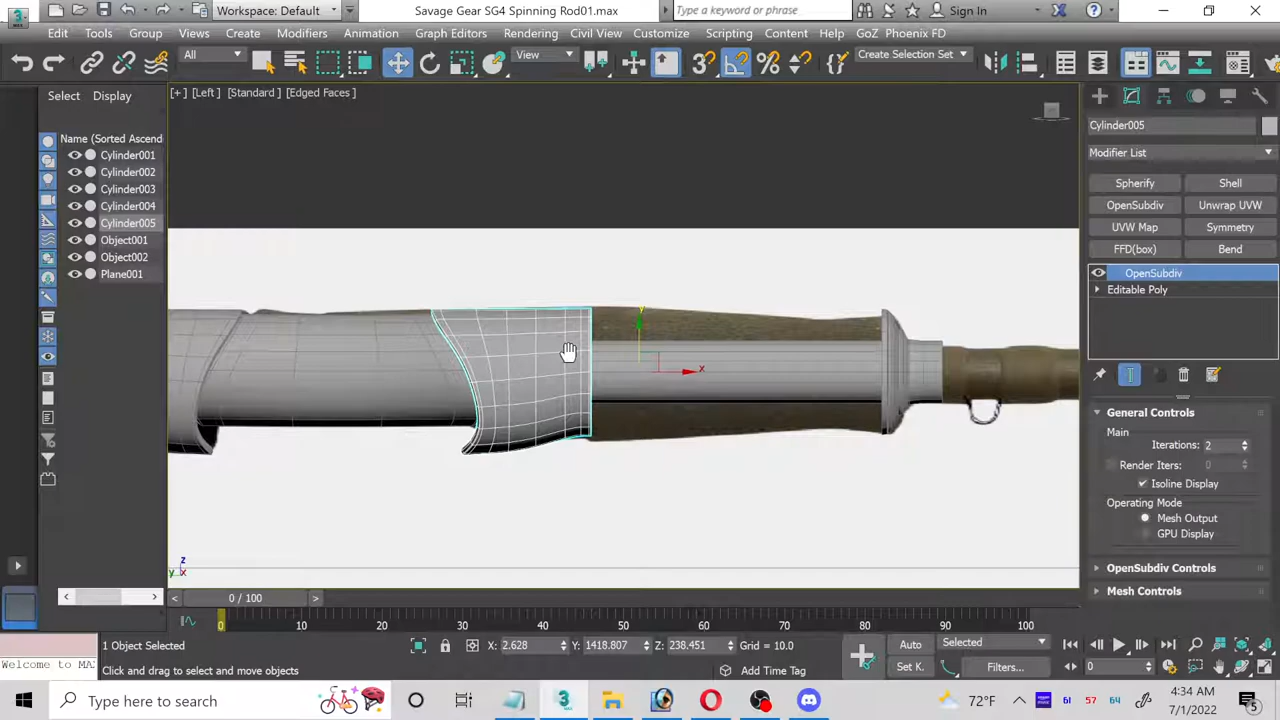 Workspace: Default
Savage Gear SG4 Spinning Rod01.max
Type a keyword or phrase
Sign In
File Edit Tools Group Views Create Modifiers Animation Graph Editors Rendering Civil View Customize Scripting Content Help GoZ Phoenix FD
All
View
Create Selection Set
Select Display
[+] [Left] [Standard] [Edged Faces]
Name (Sorted Ascend
Cylinder001
Cylinder002
Cylinder003
Cylinder004
Cylinder005
Object001
Object002
Plane001
y
x
z
y x
Cylinder005
Modifier List
Spherify Shell
OpenSubdiv Unwrap UVW
UVW Map Symmetry
FFD(box) Bend
OpenSubdiv
Editable Poly
General Controls
Main
Iterations: 2
Render Iters: 0
Isoline Display
Operating Mode
Mesh Output
GPU Display
OpenSubdiv Controls
Mesh Controls
0 / 100
0 10 20 30 40 50 60 70 80 90 100
1 Object Selected
X: 2.628 Y: 1418.807 Z: 238.451 Grid = 10.0
Auto Selected
Welcome to MA
Click and drag to select and move objects
Add Time Tag
Set K. Filters... 0
Type here to search
72°F
61 57 64
4:34 AM
7/1/2022
5